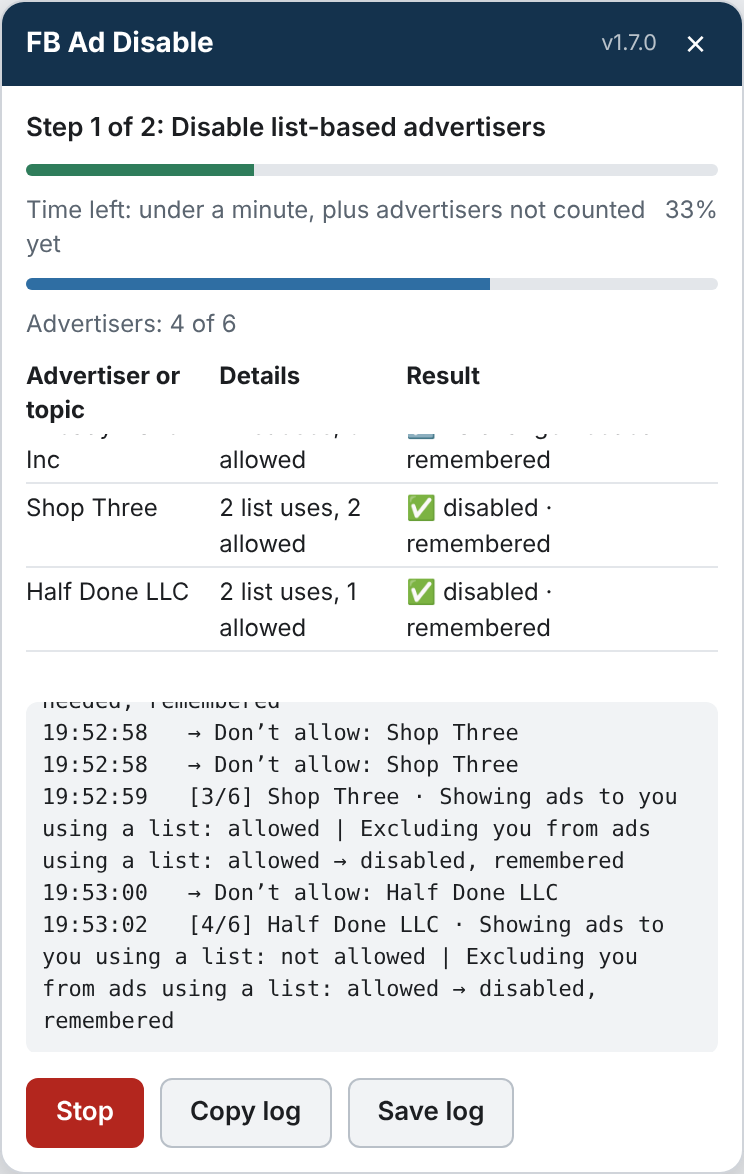 FB Ad Disable v1.7.0 ✕
Step 1 of 2: Disable list-based advertisers
Time left: under a minute, plus advertisers not counted 33%
yet
Advertisers: 4 of 6
Advertiser or Details Result
topic
Inc allowed remembered
Shop Three 2 list uses, 2 ✅ disabled ·
allowed remembered
Half Done LLC 2 list uses, 1 ✅ disabled ·
allowed remembered
needed, remembered
19:52:58 → Don’t allow: Shop Three
19:52:58 → Don’t allow: Shop Three
19:52:59 [3/6] Shop Three · Showing ads to you
using a list: allowed | Excluding you from ads
using a list: allowed → disabled, remembered
19:53:00 → Don’t allow: Half Done LLC
19:53:02 [4/6] Half Done LLC · Showing ads to
you using a list: not allowed | Excluding you
from ads using a list: allowed → disabled,
remembered
Stop Copy log Save log